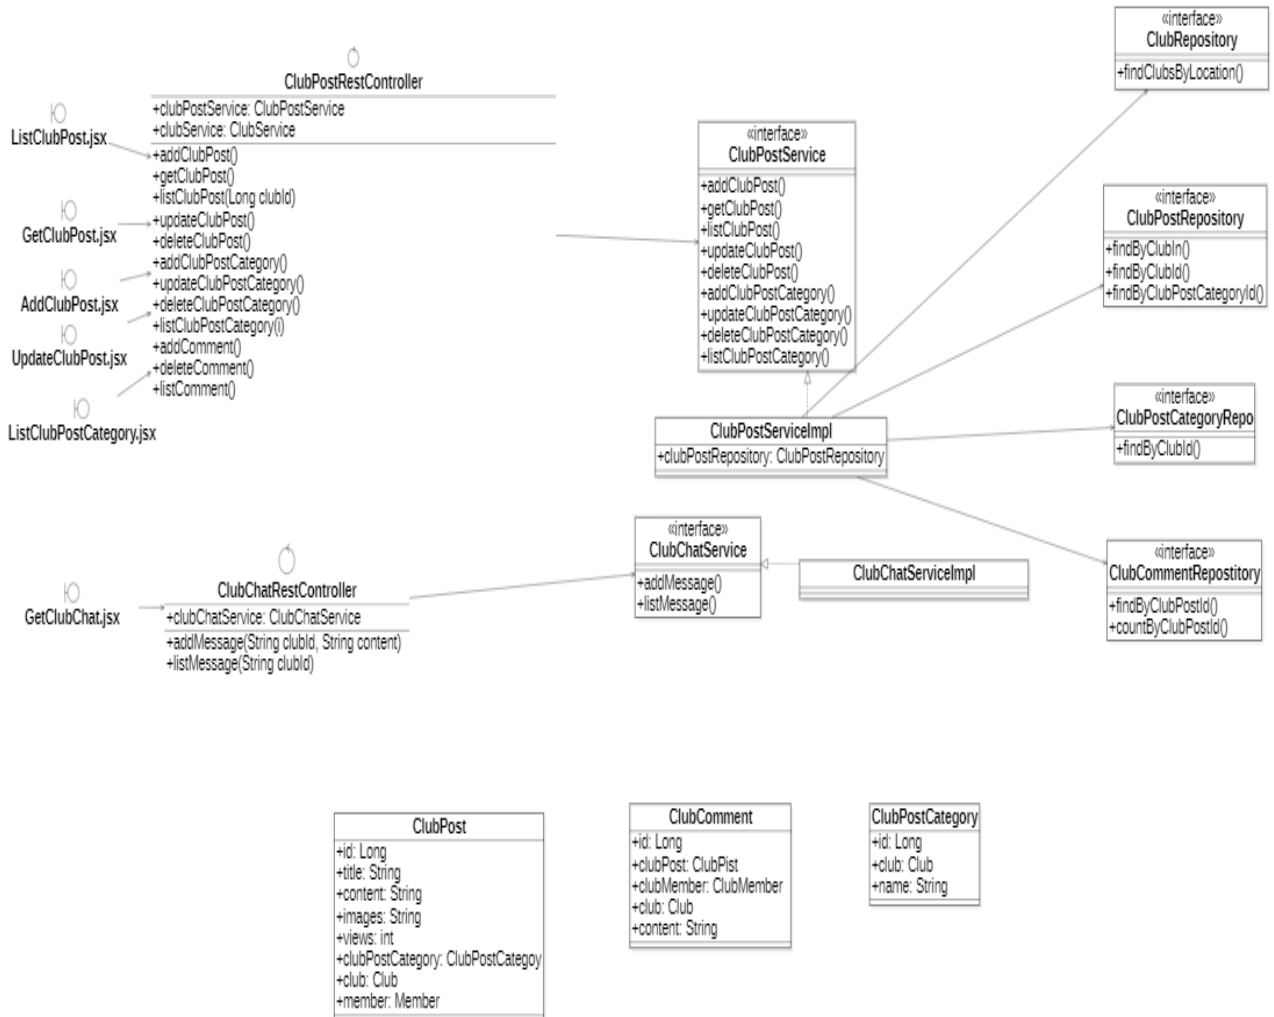 ListClubPost.jsx
GetClubPost.jsx
AddClubPost.jsx
UpdateClubPost.jsx
ListClubPostCategory.jsx
ClubPostRestController
+clubPostService: ClubPostService
+clubService: ClubService
+addClubPost()
+getClubPost()
+listClubPost(Long clubId)
+updateClubPost()
+deleteClubPost()
+addClubPostCategory()
+updateClubPostCategory()
+deleteClubPostCategory()
+listClubPostCategory(i)
+addComment()
+deleteComment()
+listComment()
«interface»
ClubPostService
+addClubPost()
+getClubPost()
+listClubPost()
+updateClubPost()
+deleteClubPost()
+addClubPostCategory()
+updateClubPostCategory()
+deleteClubPostCategory()
+listClubPostCategory()
ClubPostServiceImpl
+clubPostRepository: ClubPostRepository
«interface»
ClubRepository
+findClubsByLocation()
«interface»
ClubPostRepository
+findByClubIn()
+findByClubId()
+findByClubPostCategoryId()
«interface»
ClubPostCategoryRepo
+findByClubId()
«interface»
ClubCommentRepostitory
+findByClubPostId()
+countByClubPostId()
GetClubChat.jsx
ClubChatRestController
+clubChatService: ClubChatService
+addMessage(String clubId, String content)
+listMessage(String clubId)
«interface»
ClubChatService
+addMessage()
+listMessage()
ClubChatServiceImpl
ClubPost
+id: Long
+title: String
+content: String
+images: String
+views: int
+clubPostCategory: ClubPostCategoy
+club: Club
+member: Member
ClubComment
+id: Long
+clubPost: ClubPist
+clubMember: ClubMember
+club: Club
+content: String
ClubPostCategory
+id: Long
+club: Club
+name: String